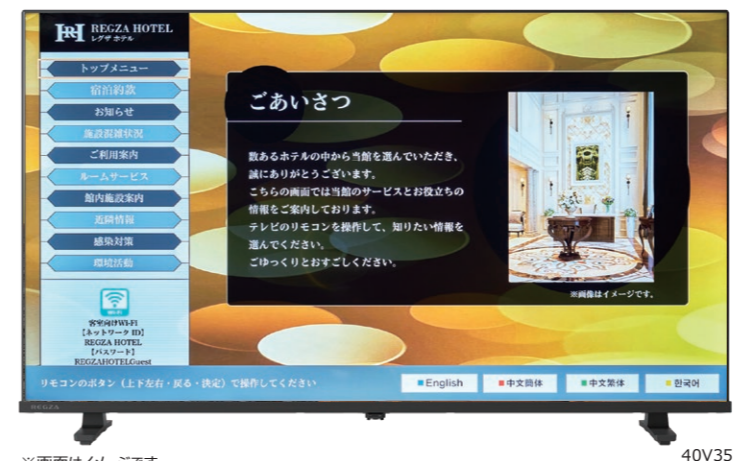 REGZA HOTEL
レグザ ホテル
トップメニュー
宿泊約款
お知らせ
施設混雑状況
ご利用案内
ルームサービス
館内施設案内
近隣情報
感染対策
環境活動
Wi-Fi
客室向けWi-Fi
【ネットワーク ID】
REGZA HOTEL
【パスワード】
REGZAHOTELGuest
ごあいさつ
数あるホテルの中から当館を選んでいただき、
誠にありがとうございます。
こちらの画面では当館のサービスとお役立ちの
情報をご案内しております。
テレビのリモコンを操作して、知りたい情報を
選んでください。
ごゆっくりとおすごしください。
※画像はイメージです。
リモコンのボタン（上下左右・戻る・決定）で操作してください
English
中文简体
中文繁体
한국어
REGZA
※画面はイメージです
40V35